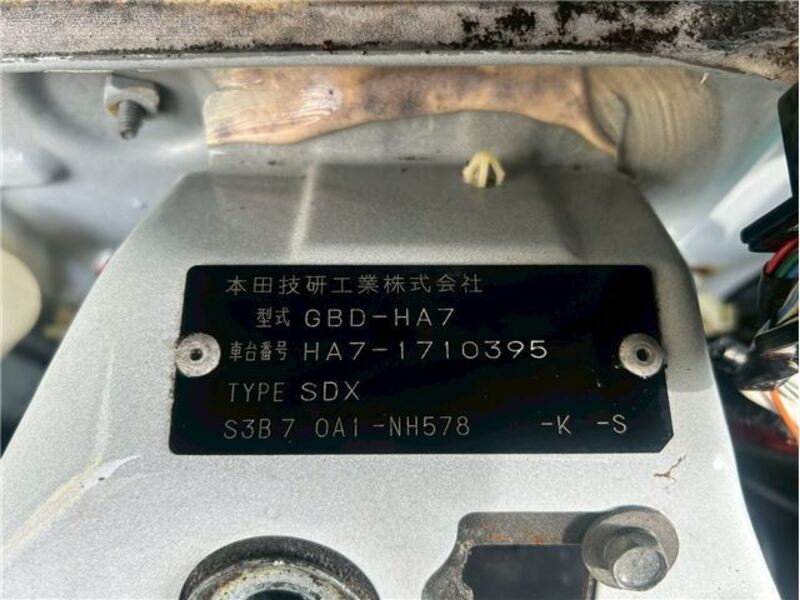 本田技研工業株式会社
型式 GBD-HA7
車台番号 HA7-1710395
TYPE SDX
S3B7 0A1-NH578 -K -S